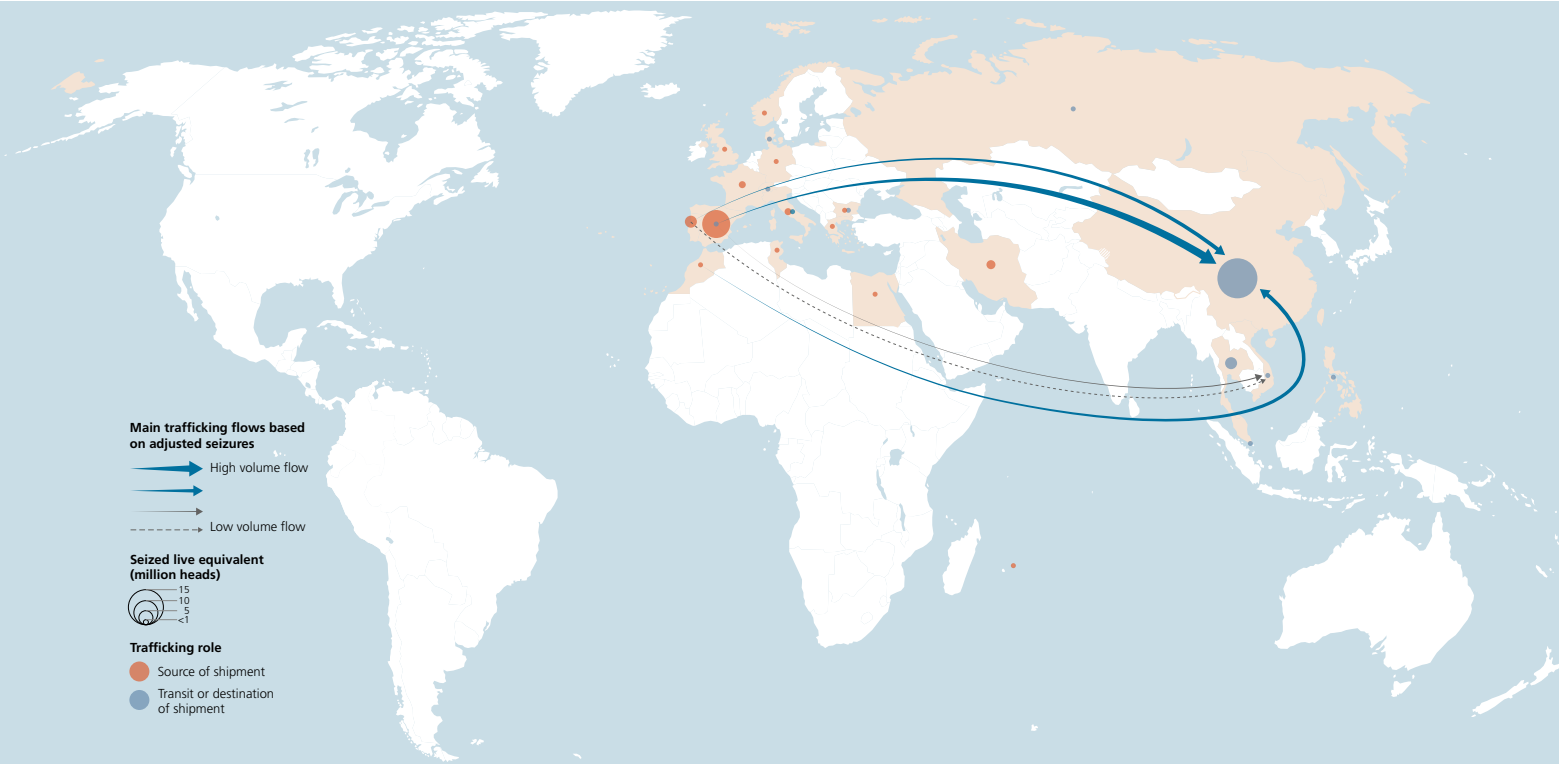 Main trafficking flows based
on adjusted seizures
High volume flow
Low volume flow
Seized live equivalent
(million heads)
15
10
5
<1
Trafficking role
Source of shipment
Transit or destination
of shipment